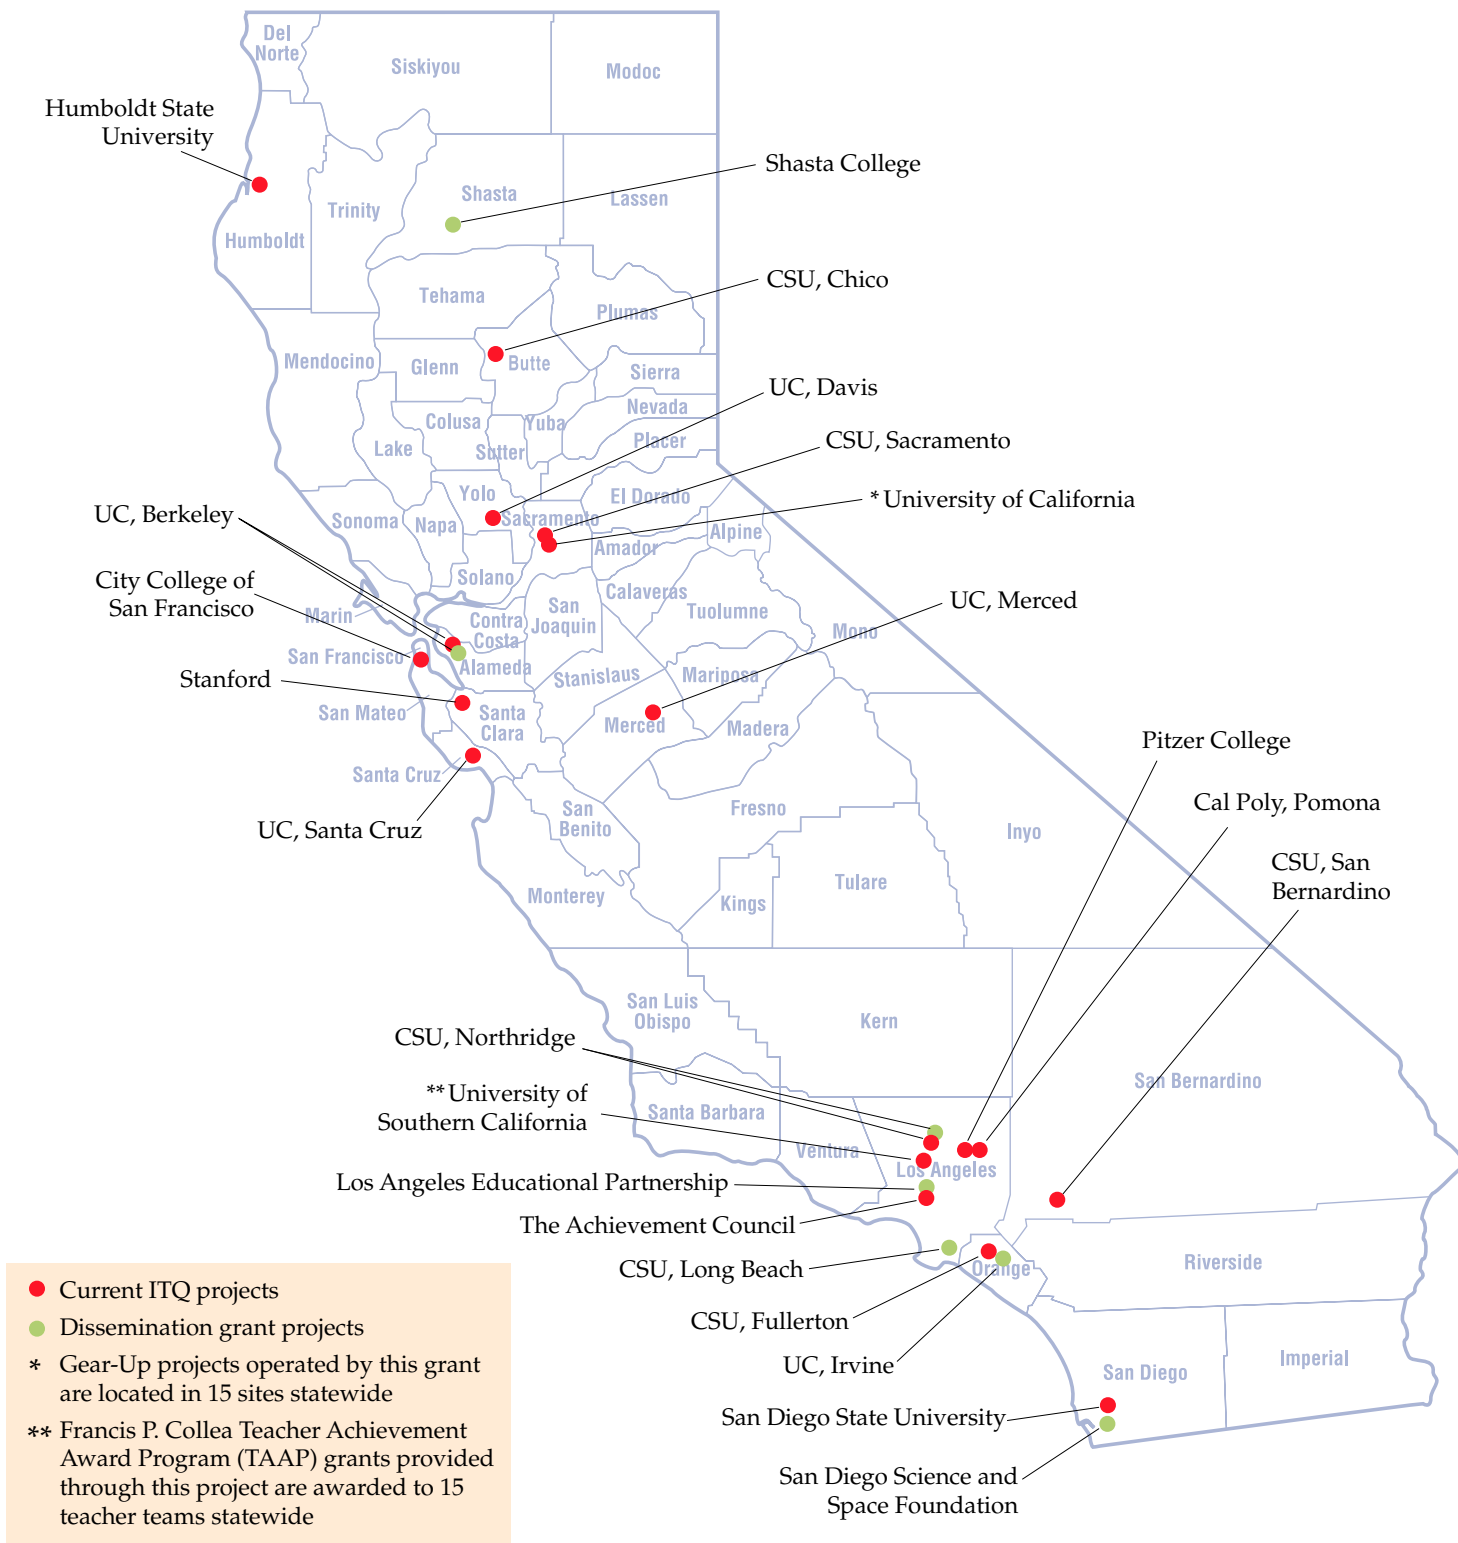 Del
Norte
Siskiyou
Modoc
Humboldt State
University
Shasta College
Shasta
Lassen
Trinity
Humboldt
CSU, Chico
Tehama
Plumas
Mendocino
Glenn
Butte
Sierra
UC, Davis
Nevada
Colusa
Yuba
Placer
CSU, Sacramento
Lake
Sutter
Yolo
El Dorado
* University of California
UC, Berkeley
Sonoma
Napa
Sacramento
Alpine
Amador
City College of
San Francisco
Solano
Calaveras
UC, Merced
Marin
Contra
Costa
San
Joaquin
Tuolumne
Mono
San Francisco
Alameda
Stanislaus
Mariposa
Stanford
San Mateo
Santa
Clara
Merced
Madera
Pitzer College
Santa Cruz
UC, Santa Cruz
San
Benito
Fresno
Inyo
Cal Poly, Pomona
CSU, San
Bernardino
Monterey
Kings
Tulare
San Luis
Obispo
Kern
CSU, Northridge
San Bernardino
** University of
Southern California
Santa Barbara
Ventura
Los Angeles
Los Angeles Educational Partnership
The Achievement Council
CSU, Long Beach
Orange
Riverside
CSU, Fullerton
UC, Irvine
San Diego
Imperial
San Diego State University
San Diego Science and
Space Foundation
Current ITQ projects
Dissemination grant projects
* Gear-Up projects operated by this grant
are located in 15 sites statewide
** Francis P. Collea Teacher Achievement
Award Program (TAAP) grants provided
through this project are awarded to 15
teacher teams statewide